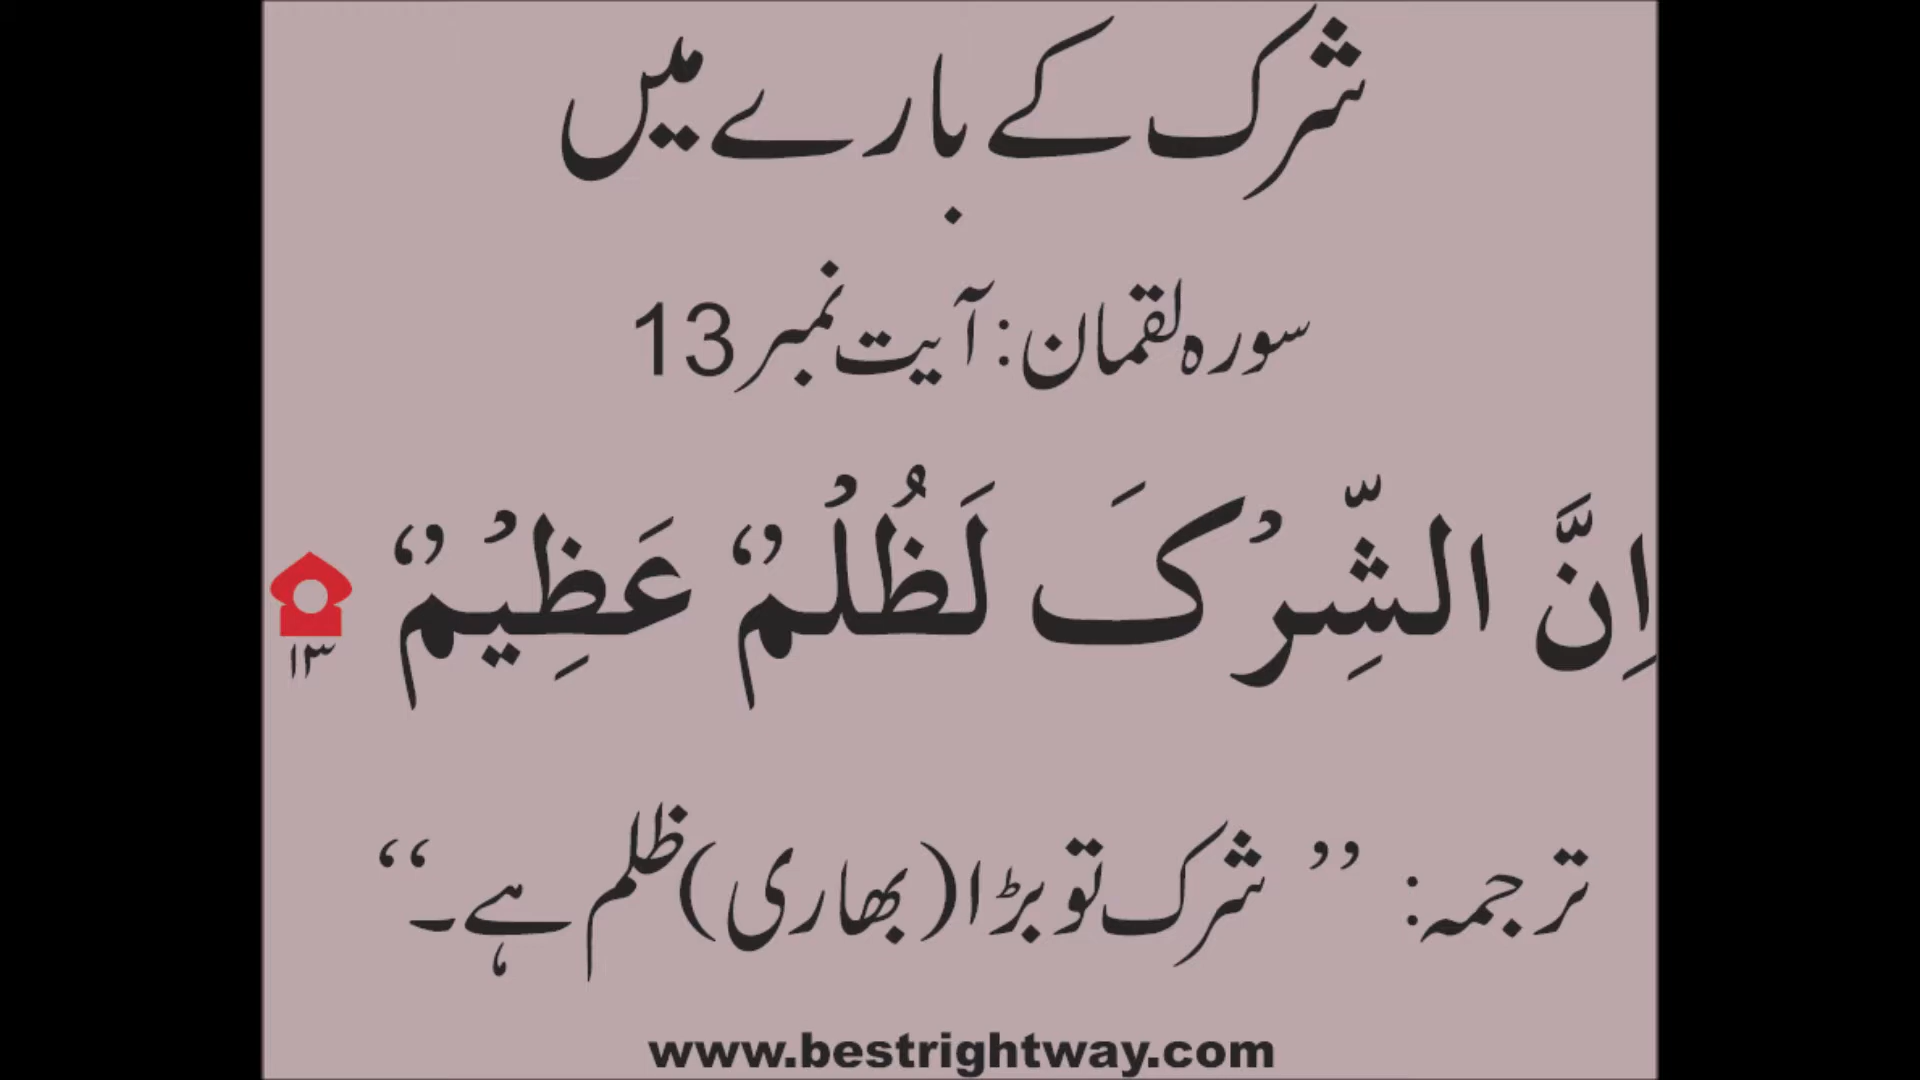 شرک کے بارے میں
سورہ لقمان: آیت نمبر 13
اِنَّ الشِّرْکَ لَظُلْمٌ عَظِیْمٌ ۱۳
ترجمہ: ’’ شرک تو بڑا (بھاری) ظلم ہے۔‘‘
www.bestrightway.com